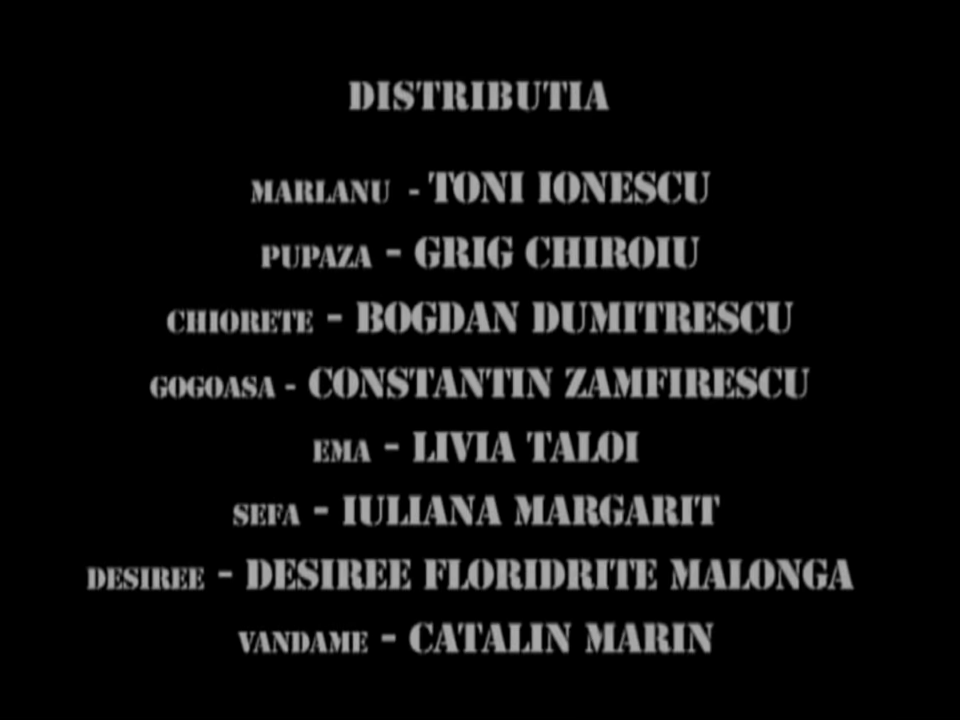 DISTRIBUTIA
MARLANU - TONI IONESCU
PUPAZA - GRIG CHIROIU
CHIORETE - BOGDAN DUMITRESCU
GOGOASA - CONSTANTIN ZAMFIRESCU
EMA - LIVIA TALOI
SEFA - IULIANA MARGARIT
DESIREE - DESIREE FLORIDRITE MALONGA
VANDAME - CATALIN MARIN